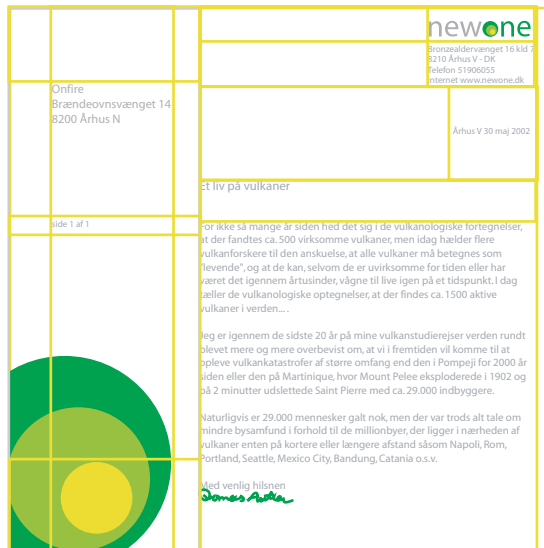 newone
Bronzealdervænget 16 kld 7
8210 Århus V - DK
Telefon 51906055
Internet www.newone.dk
Onfire
Brændeovnsvænget 14
8200 Århus N
Århus V 30 maj 2002
Et liv på vulkaner
side 1 af 1
For ikke så mange år siden hed det sig i de vulkanologiske fortegnelser,
at der fandtes ca. 500 virksomme vulkaner, men idag hælder flere
vulkanforskere til den anskuelse, at alle vulkaner må betegnes som
"levende", og at de kan, selvom de er uvirksomme for tiden eller har
været det igennem årtusinder, vågne til live igen på et tidspunkt. I dag
tæller de vulkanologiske optegnelser, at der findes ca. 1500 aktive
vulkaner i verden....
Jeg er igennem de sidste 20 år på mine vulkanstudierejser verden rundt
blevet mere og mere overbevist om, at vi i fremtiden vil komme til at
opleve vulkankatastrofer af større omfang end den i Pompeji for 2000 år
siden eller den på Martinique, hvor Mount Pelee eksploderede i 1902 og
på 2 minutter udslettede Saint Pierre med ca. 29.000 indbyggere.
Naturligvis er 29.000 mennesker galt nok, men der var trods alt tale om
mindre bysamfund i forhold til de millionbyer, der ligger i nærheden af
vulkaner enten på kortere eller længere afstand såsom Napoli, Rom,
Portland, Seattle, Mexico City, Bandung, Catania o.s.v.
Med venlig hilsnen